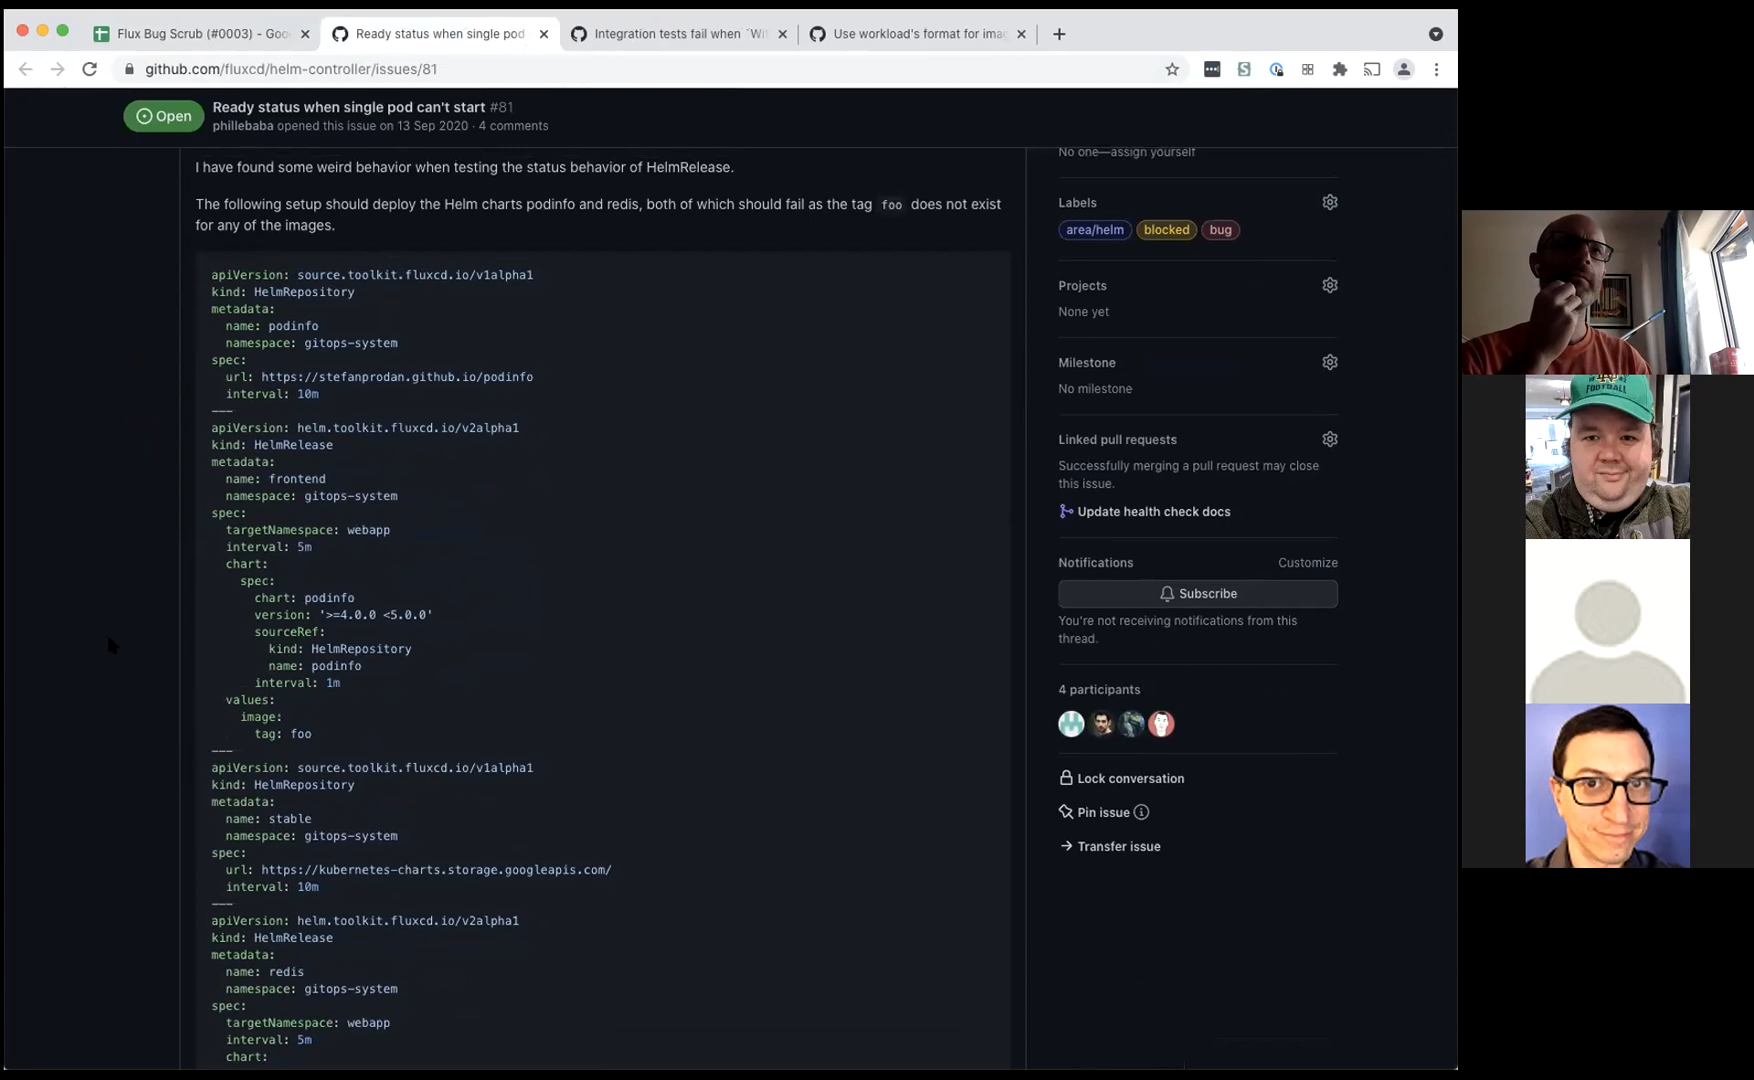 Flux Bug Scrub (#0003) - Goo
Ready status when single pod
Integration tests fail when `Wi
Use workload's format for ima
github.com/fluxcd/helm-controller/issues/81
Open
Ready status when single pod can't start #81
phillebaba opened this issue on 13 Sep 2020 · 4 comments
I have found some weird behavior when testing the status behavior of HelmRelease.
The following setup should deploy the Helm charts podinfo and redis, both of which should fail as the tag foo does not exist
for any of the images.
apiVersion: source.toolkit.fluxcd.io/v1alpha1
kind: HelmRepository
metadata:
name: podinfo
namespace: gitops-system
spec:
url: https://stefanprodan.github.io/podinfo
interval: 10m
---
apiVersion: helm.toolkit.fluxcd.io/v2alpha1
kind: HelmRelease
metadata:
name: frontend
namespace: gitops-system
spec:
targetNamespace: webapp
interval: 5m
chart:
spec:
chart: podinfo
version: '>=4.0.0 <5.0.0'
sourceRef:
kind: HelmRepository
name: podinfo
interval: 1m
values:
image:
tag: foo
---
apiVersion: source.toolkit.fluxcd.io/v1alpha1
kind: HelmRepository
metadata:
name: stable
namespace: gitops-system
spec:
url: https://kubernetes-charts.storage.googleapis.com/
interval: 10m
---
apiVersion: helm.toolkit.fluxcd.io/v2alpha1
kind: HelmRelease
metadata:
name: redis
namespace: gitops-system
spec:
targetNamespace: webapp
interval: 5m
chart:
No one—assign yourself
Labels
area/helm blocked bug
Projects
None yet
Milestone
No milestone
Linked pull requests
Successfully merging a pull request may close
this issue.
Update health check docs
Notifications Customize
Subscribe
You're not receiving notifications from this
thread.
4 participants
Lock conversation
Pin issue
Transfer issue
FOOTBALL